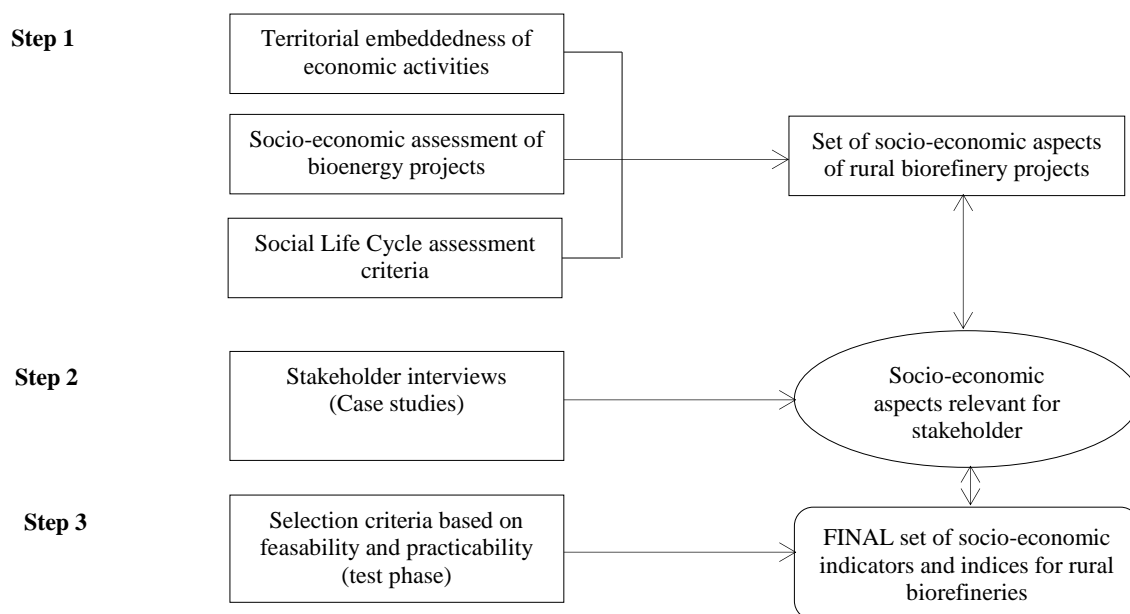 Step 1
Territorial embeddedness of
economic activities
Socio-economic assessment of
bioenergy projects
Social Life Cycle assessment
criteria
Set of socio-economic aspects
of rural biorefinery projects
Step 2
Stakeholder interviews
(Case studies)
Socio-economic
aspects relevant for
stakeholder
Step 3
Selection criteria based on
feasability and practicability
(test phase)
FINAL set of socio-economic
indicators and indices for rural
biorefineries